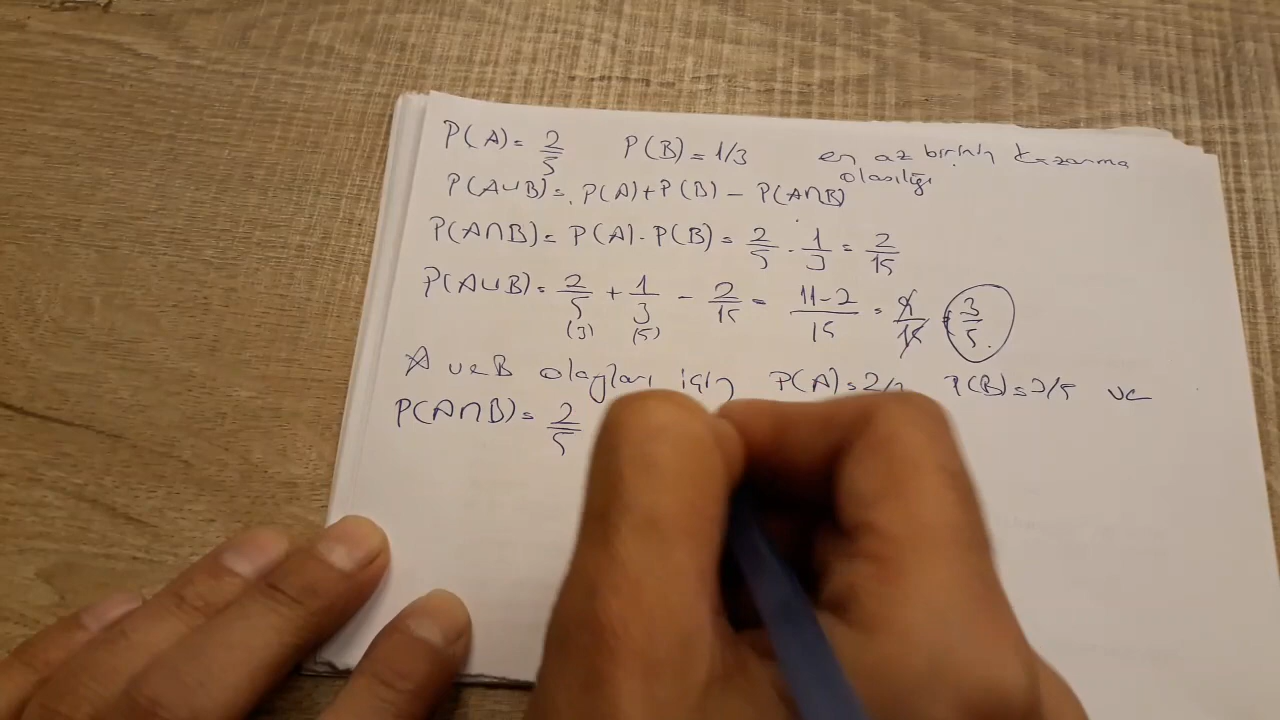 P(A)= 2/5 P(B)=1/3 en az birinin kazanma
olasılığı
P(A∪B)= P(A)+P(B) - P(A∩B)
P(A∩B)= P(A).P(B)= 2/5 . 1/3 = 2/15
P(A∪B)= 2/5 + 1/3 - 2/15 = 11-2/15 = 9/15 = 3/5
(3) (5)
A ve B olayları için P(A)=2/ P(B)=3/5 ve
P(A∩B)= 2/5